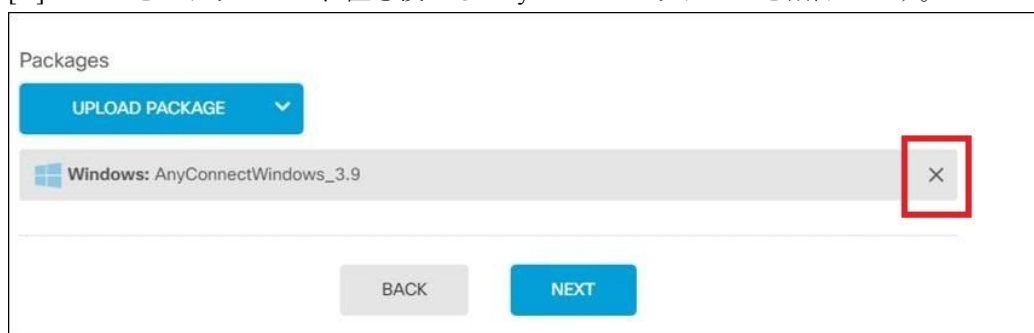 Packages
UPLOAD PACKAGE
Windows: AnyConnectWindows_3.9
BACK
NEXT